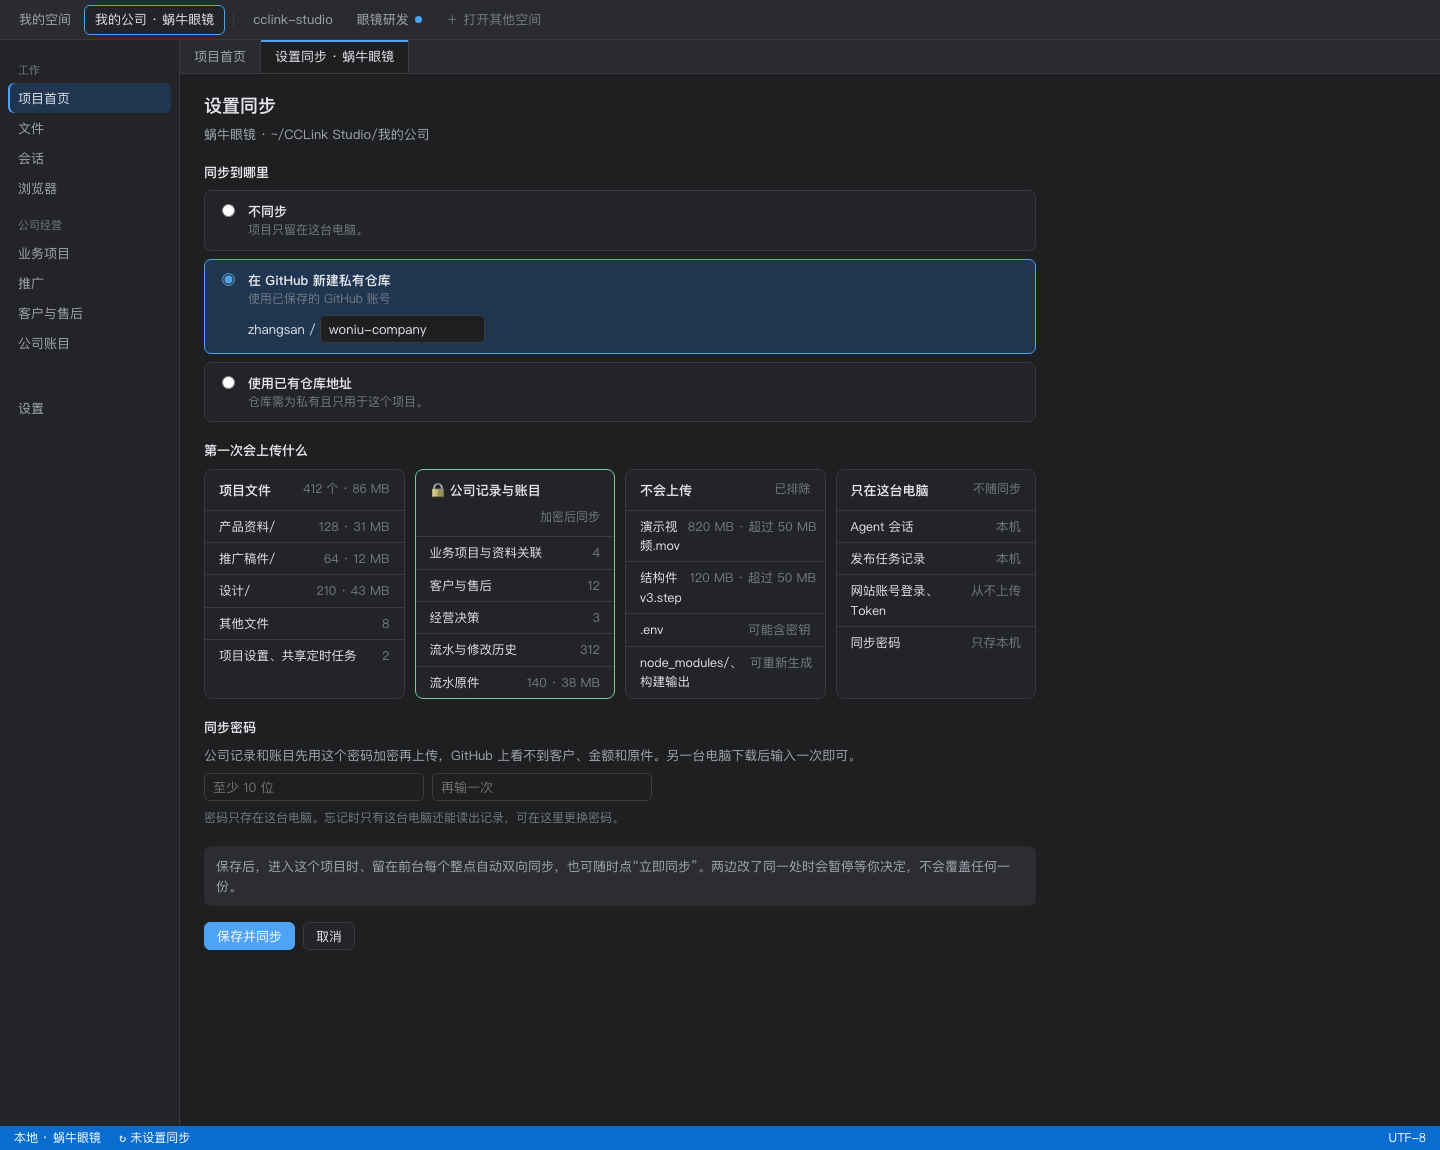 我的空间
我的公司 · 蜗牛眼镜
cclink-studio
眼镜研发
+ 打开其他空间
工作
项目首页
文件
会话
浏览器
公司经营
业务项目
推广
客户与售后
公司账目
设置
项目首页
设置同步 · 蜗牛眼镜
设置同步
蜗牛眼镜 · ~/CCLink Studio/我的公司
同步到哪里
不同步
项目只留在这台电脑。
在 GitHub 新建私有仓库
使用已保存的 GitHub 账号
zhangsan / woniu-company
使用已有仓库地址
仓库需为私有且只用于这个项目。
第一次会上传什么
项目文件 412 个 · 86 MB
产品资料/ 128 · 31 MB
推广稿件/ 64 · 12 MB
设计/ 210 · 43 MB
其他文件 8
项目设置、共享定时任务 2
🔒 公司记录与账目
加密后同步
业务项目与资料关联 4
客户与售后 12
经营决策 3
流水与修改历史 312
流水原件 140 · 38 MB
不会上传 已排除
演示视 820 MB · 超过 50 MB
频.mov
结构件 120 MB · 超过 50 MB
v3.step
.env 可能含密钥
node_modules/、 可重新生成
构建输出
只在这台电脑 不随同步
Agent 会话 本机
发布任务记录 本机
网站账号登录、 从不上传
Token
同步密码 只存本机
同步密码
公司记录和账目先用这个密码加密再上传，GitHub 上看不到客户、金额和原件。另一台电脑下载后输入一次即可。
至少 10 位
再输一次
密码只存在这台电脑。忘记时只有这台电脑还能读出记录，可在这里更换密码。
保存后，进入这个项目时、留在前台每个整点自动双向同步，也可随时点“立即同步”。两边改了同一处时会暂停等你决定，不会覆盖任何一
份。
保存并同步
取消
本地 · 蜗牛眼镜
↻ 未设置同步
UTF-8